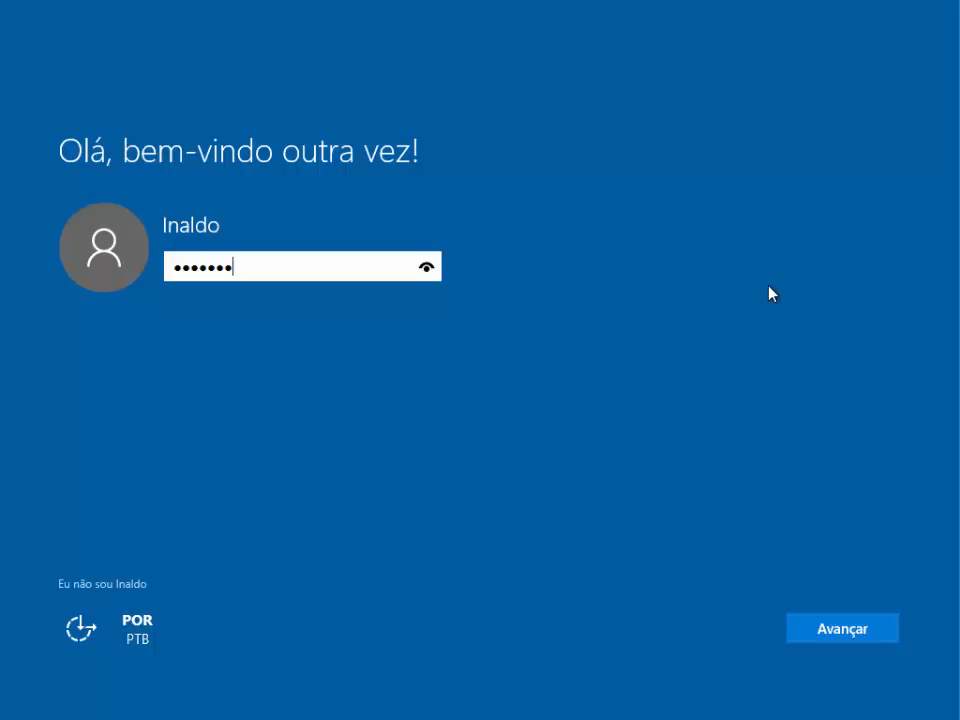 Olá, bem-vindo outra vez!
Inaldo
•••••••
Eu não sou Inaldo
POR
PTB
Avançar